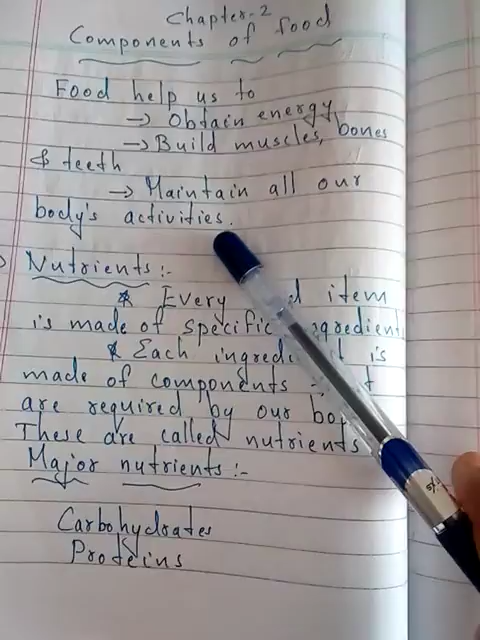 Chapter-2
Components of food
Food help us to
→ Obtain energy
→ Build muscles, bones
& teeth
→ Maintain all our
body's activities.
Nutrients :-
* Every item
is made of specific
* Each is
made of components
are required by our
These are called nutrients
Major nutrients :-
Carbohydrates
Proteins